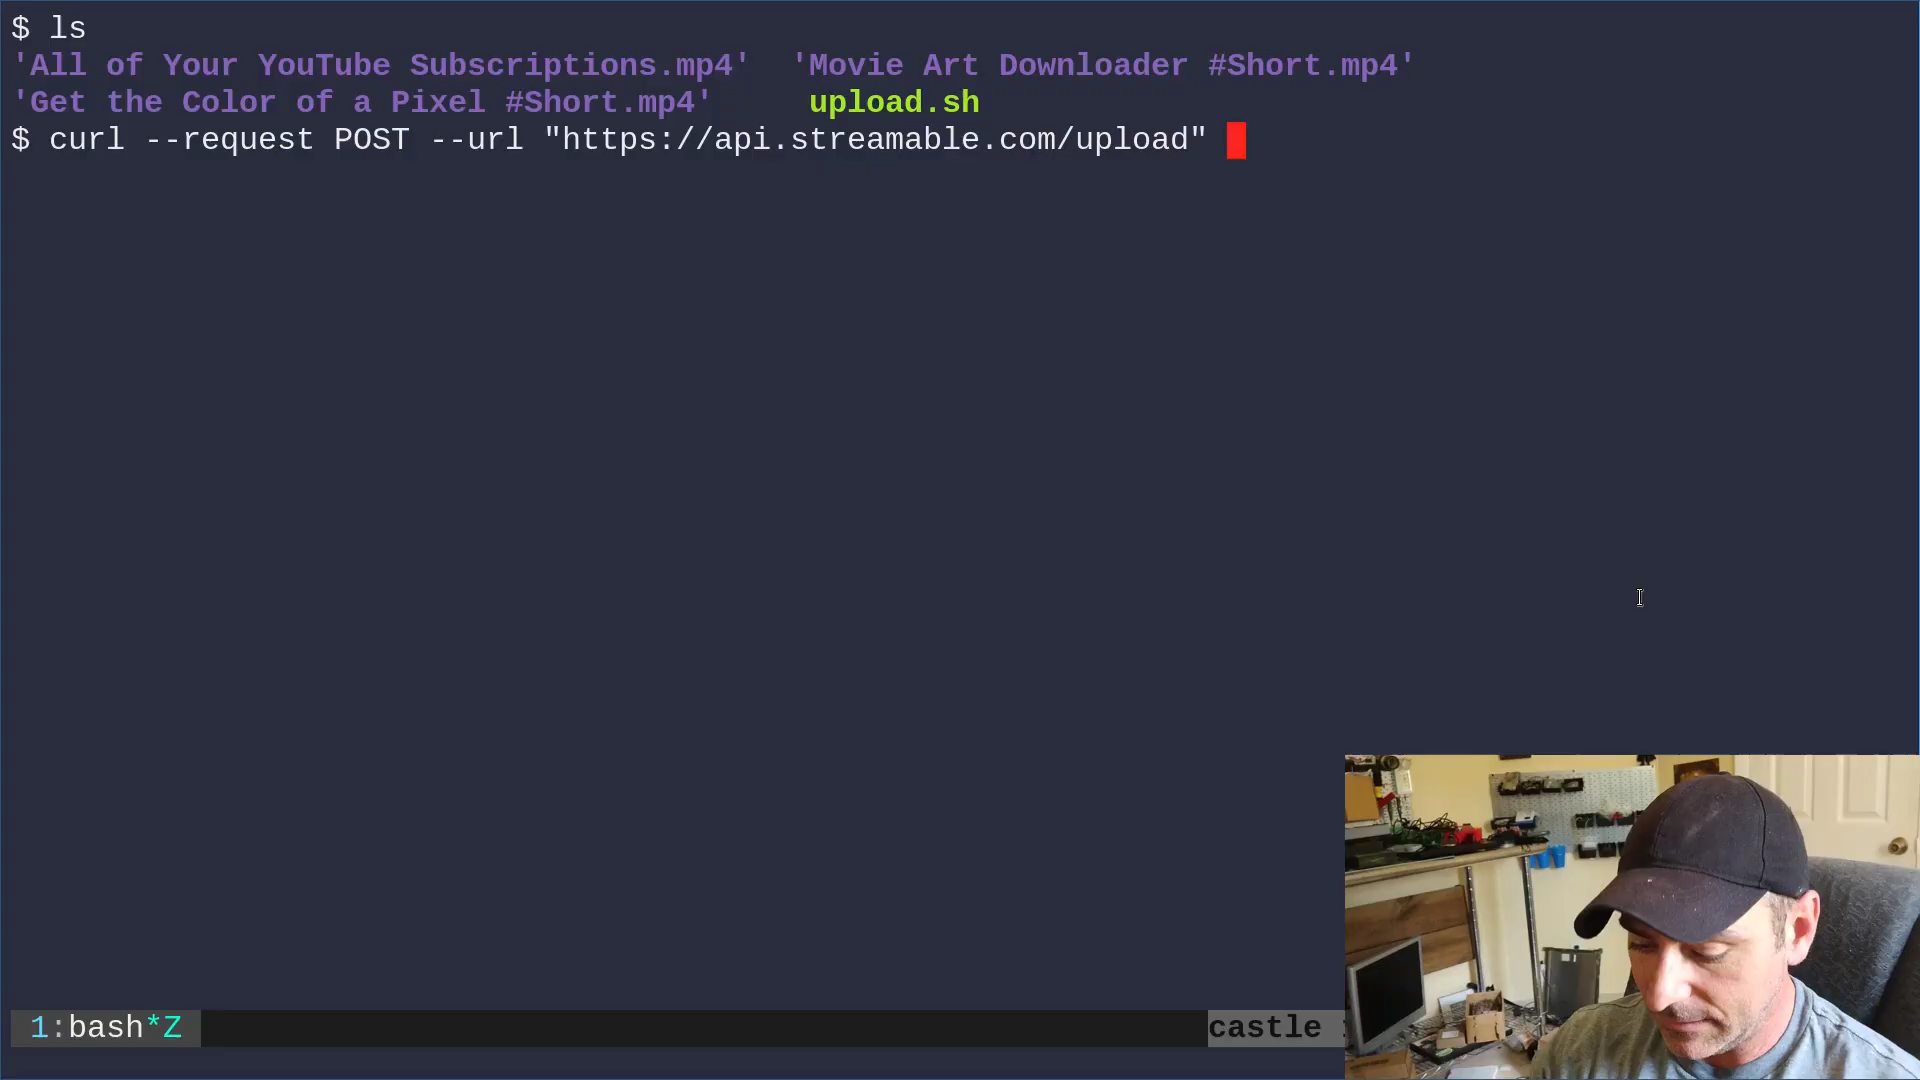 $ ls
'All of Your YouTube Subscriptions.mp4'  'Movie Art Downloader #Short.mp4'
'Get the Color of a Pixel #Short.mp4'     upload.sh
$ curl --request POST --url "https://api.streamable.com/upload"
1:bash*Z castle